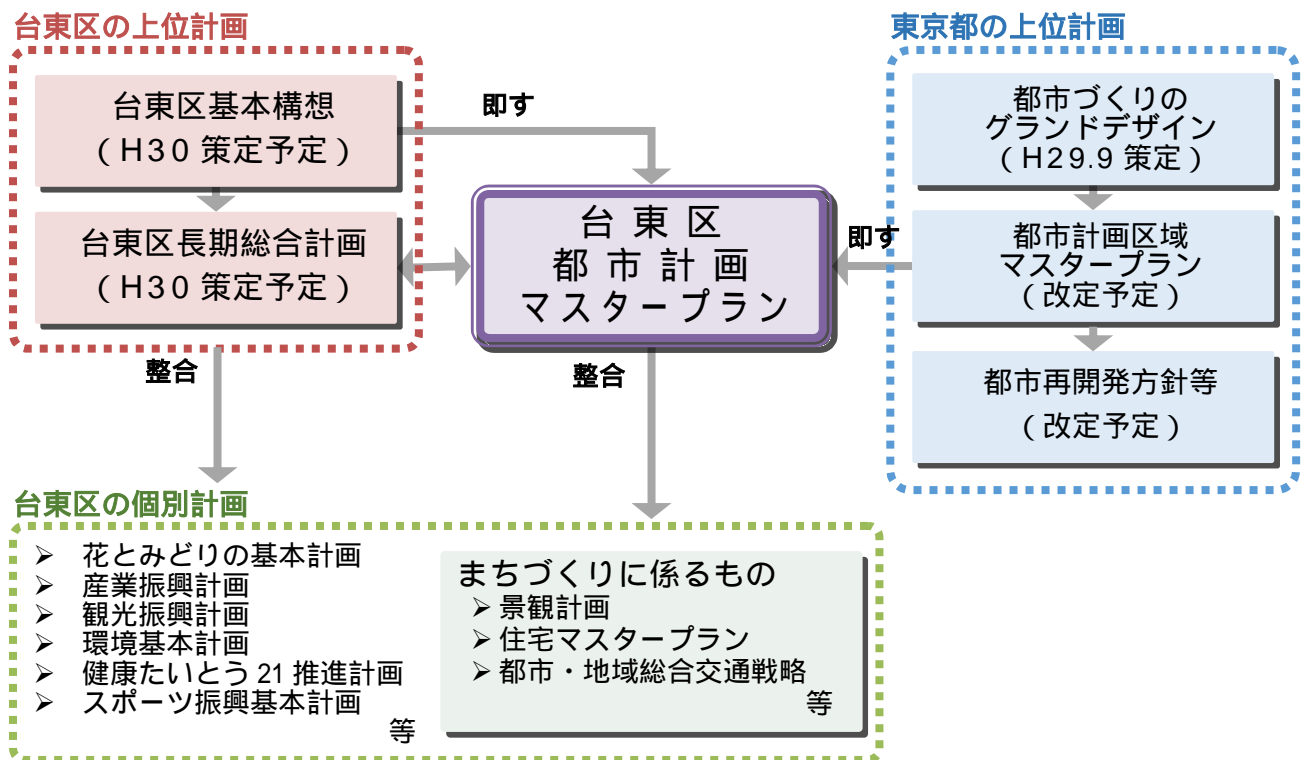 台東区の上位計画
台東区基本構想
（H30 策定予定）
台東区長期総合計画
（H30 策定予定）
即す
台東区
都市計画
マスタープラン
即す
東京都の上位計画
都市づくりの
グランドデザイン
（H29.9 策定）
都市計画区域
マスタープラン
（改定予定）
都市再開発方針等
（改定予定）
整合
整合
台東区の個別計画
➢ 花とみどりの基本計画
➢ 産業振興計画
➢ 観光振興計画
➢ 環境基本計画
➢ 健康たいとう 21 推進計画
➢ スポーツ振興基本計画
等
まちづくりに係るもの
➢ 景観計画
➢ 住宅マスタープラン
➢ 都市・地域総合交通戦略
等